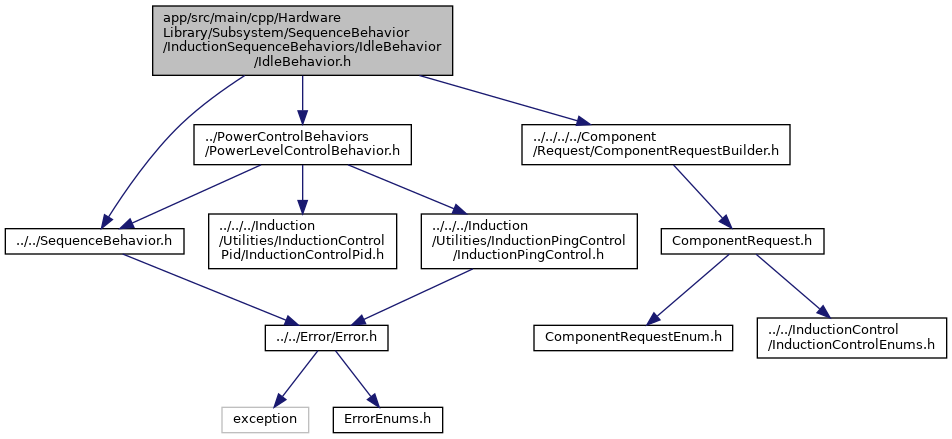 app/src/main/cpp/Hardware
Library/Subsystem/SequenceBehavior
/InductionSequenceBehaviors/IdleBehavior
/IdleBehavior.h
../PowerControlBehaviors
/PowerLevelControlBehavior.h
../../../../Component
/Request/ComponentRequestBuilder.h
../../SequenceBehavior.h
../../../Induction
/Utilities/InductionControl
Pid/InductionControlPid.h
../../../Induction
/Utilities/InductionPingControl
/InductionPingControl.h
ComponentRequest.h
../../Error/Error.h
ComponentRequestEnum.h
../../InductionControl
/InductionControlEnums.h
exception
ErrorEnums.h